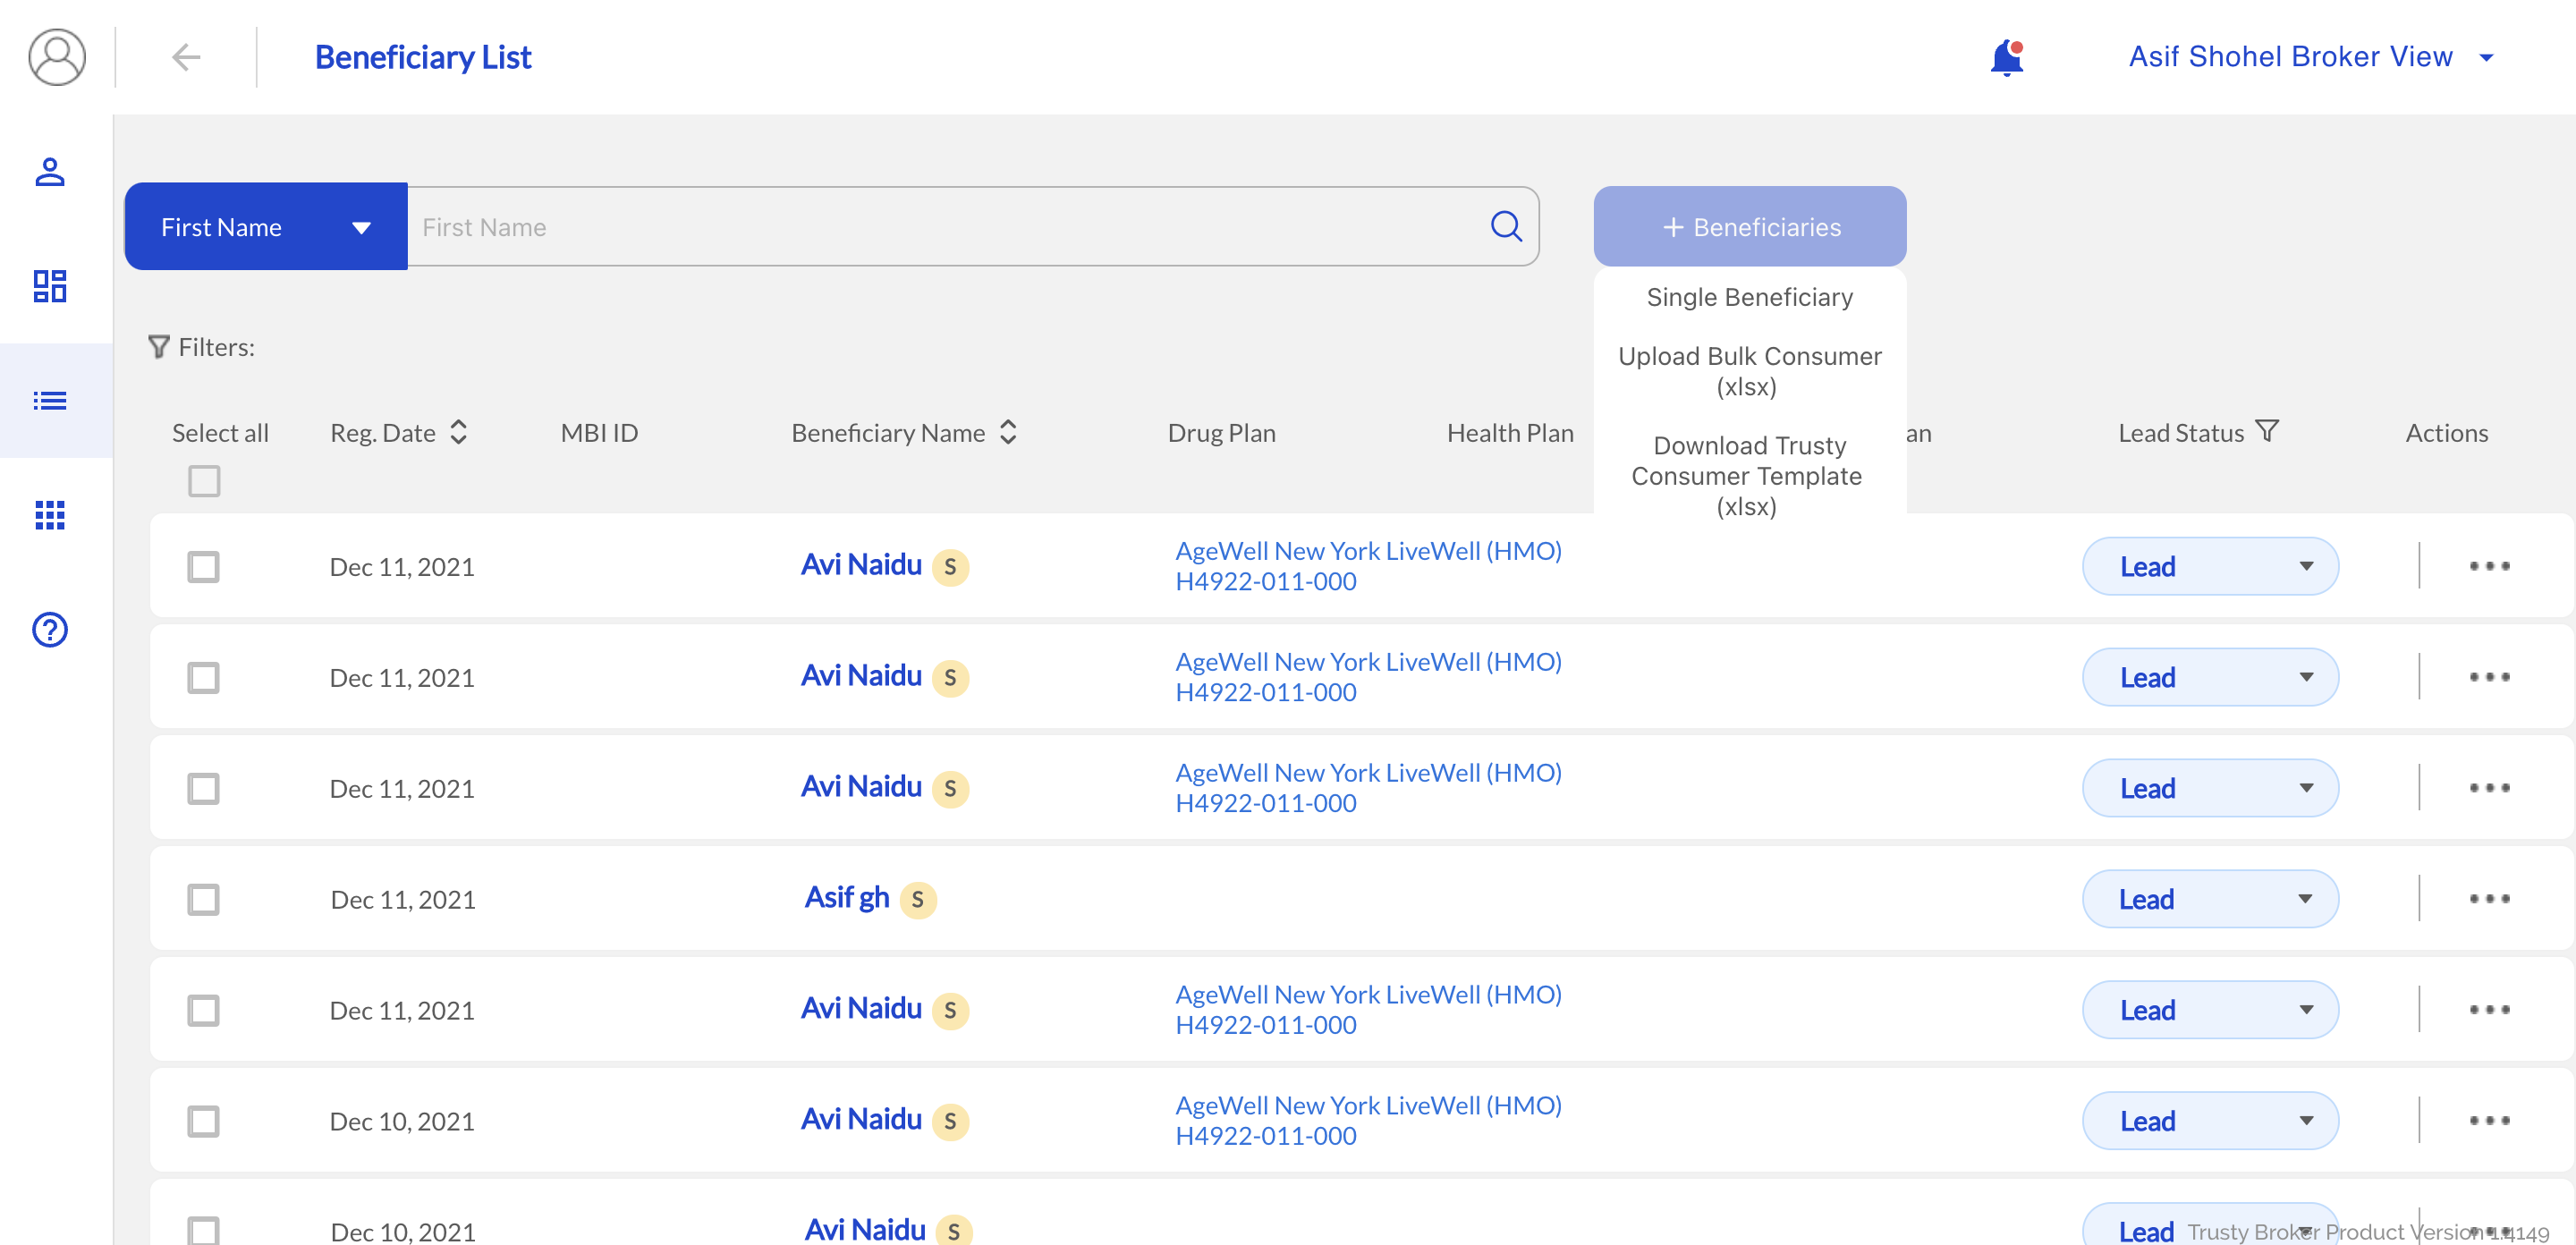 Beneficiary List
Asif Shohel Broker View
First Name
First Name
+ Beneficiaries
Single Beneficiary
Upload Bulk Consumer
(xlsx)
Download Trusty
Consumer Template
(xlsx)
Filters:
Select all Reg. Date MBI ID Beneficiary Name Drug Plan Health Plan an Lead Status Actions
Dec 11, 2021 Avi Naidu S AgeWell New York LiveWell (HMO) Lead
H4922-011-000
Dec 11, 2021 Avi Naidu S AgeWell New York LiveWell (HMO) Lead
H4922-011-000
Dec 11, 2021 Avi Naidu S AgeWell New York LiveWell (HMO) Lead
H4922-011-000
Dec 11, 2021 Asif gh S Lead
Dec 11, 2021 Avi Naidu S AgeWell New York LiveWell (HMO) Lead
H4922-011-000
Dec 10, 2021 Avi Naidu S AgeWell New York LiveWell (HMO) Lead
H4922-011-000
Dec 10, 2021 Avi Naidu S Lead
Trusty Broker Product Version 1.4149